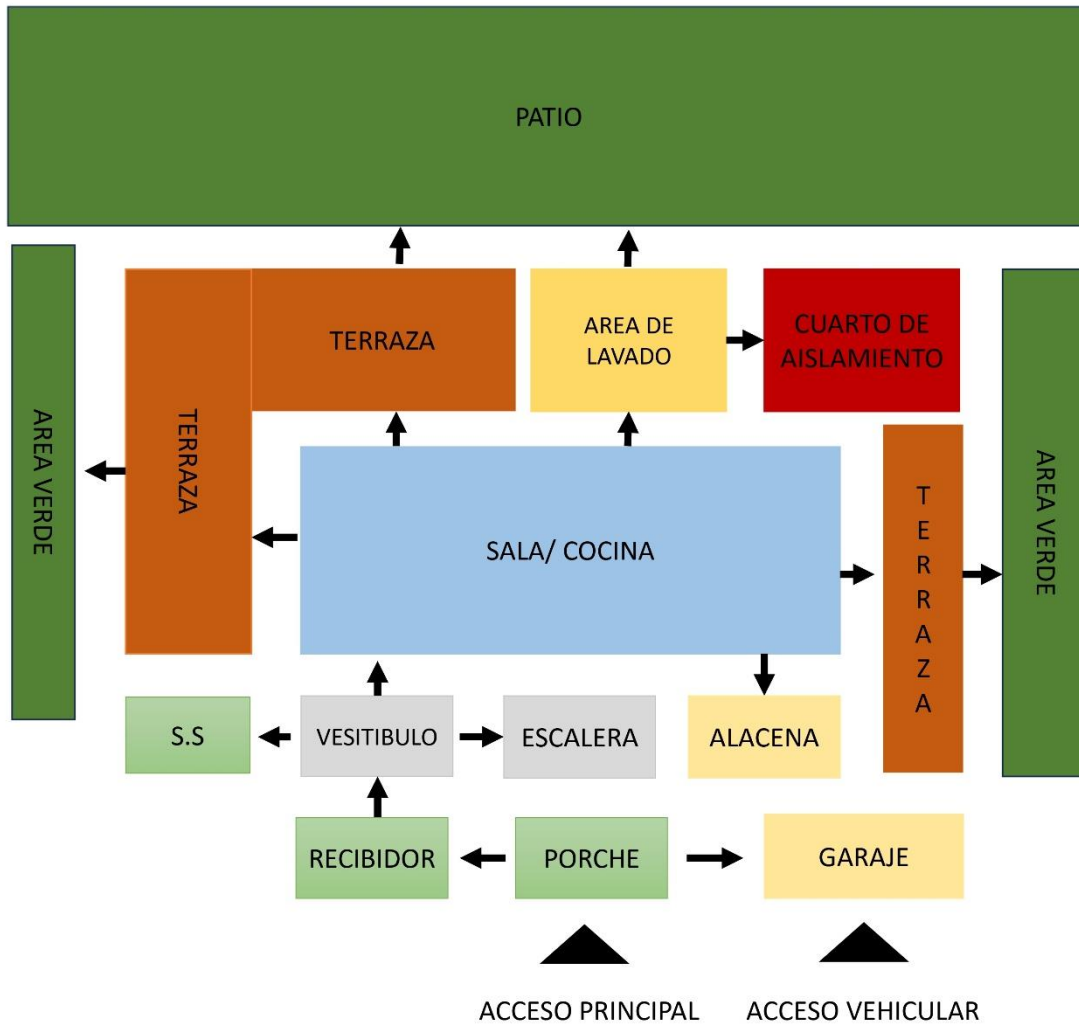 PATIO
TERRAZA
AREA DE
LAVADO
CUARTO DE
AISLAMIENTO
AREA VERDE
TERRAZA
SALA/ COCINA
TERRAZA
AREA VERDE
S.S
VESITIBULO
ESCALERA
ALACENA
RECIBIDOR
PORCHE
GARAJE
ACCESO PRINCIPAL
ACCESO VEHICULAR